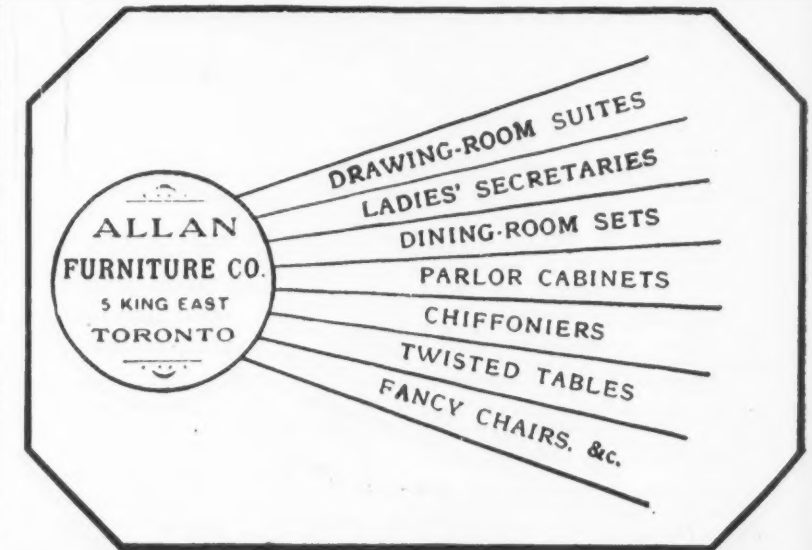 ALLAN
FURNITURE CO.
5 KING EAST
TORONTO
DRAWING-ROOM SUITES
LADIES' SECRETARIES
DINING-ROOM SETS
PARLOR CABINETS
CHIFFONIERS
TWISTED TABLES
FANCY CHAIRS, &c.